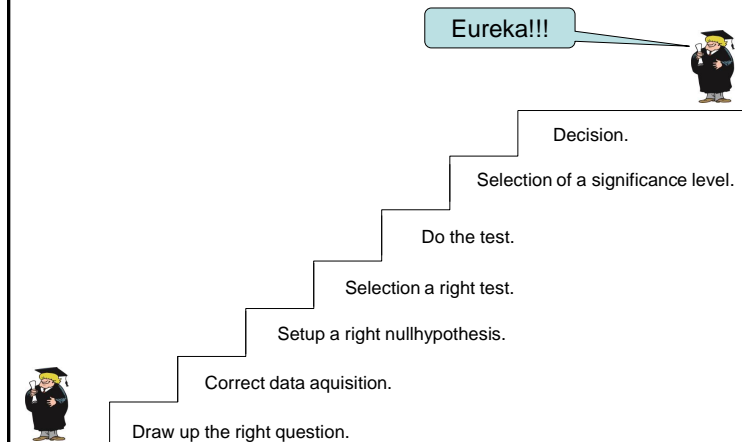 Eureka!!!
Decision.
Selection of a significance level.
Do the test.
Selection a right test.
Setup a right nullhypothesis.
Correct data aquisition.
Draw up the right question.